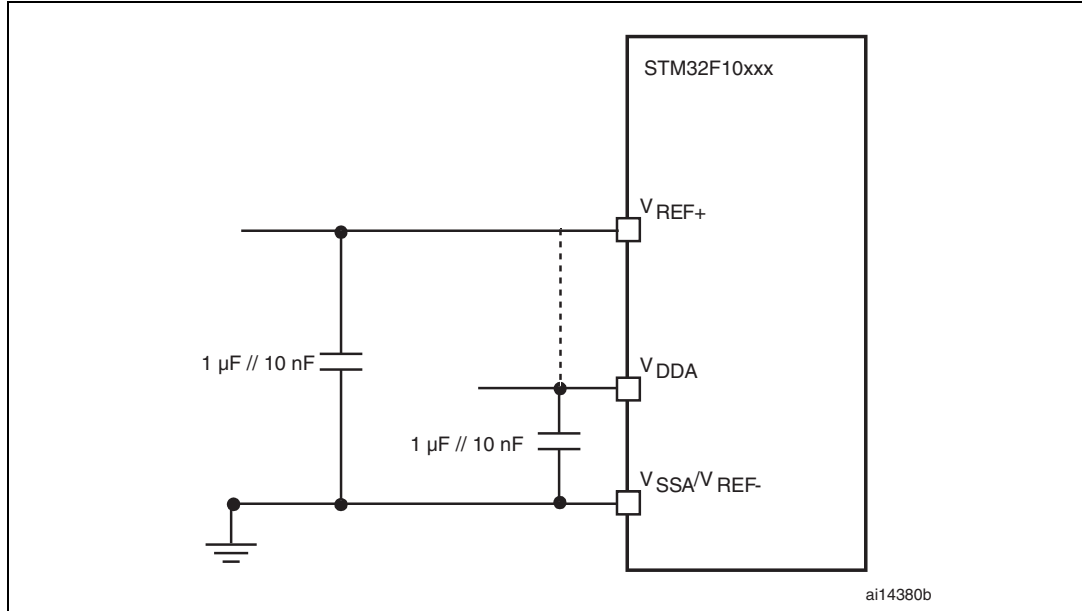 STM32F10xxx
VREF+
1 µF // 10 nF
VDDA
1 µF // 10 nF
VSSA/VREF-
ai14380b